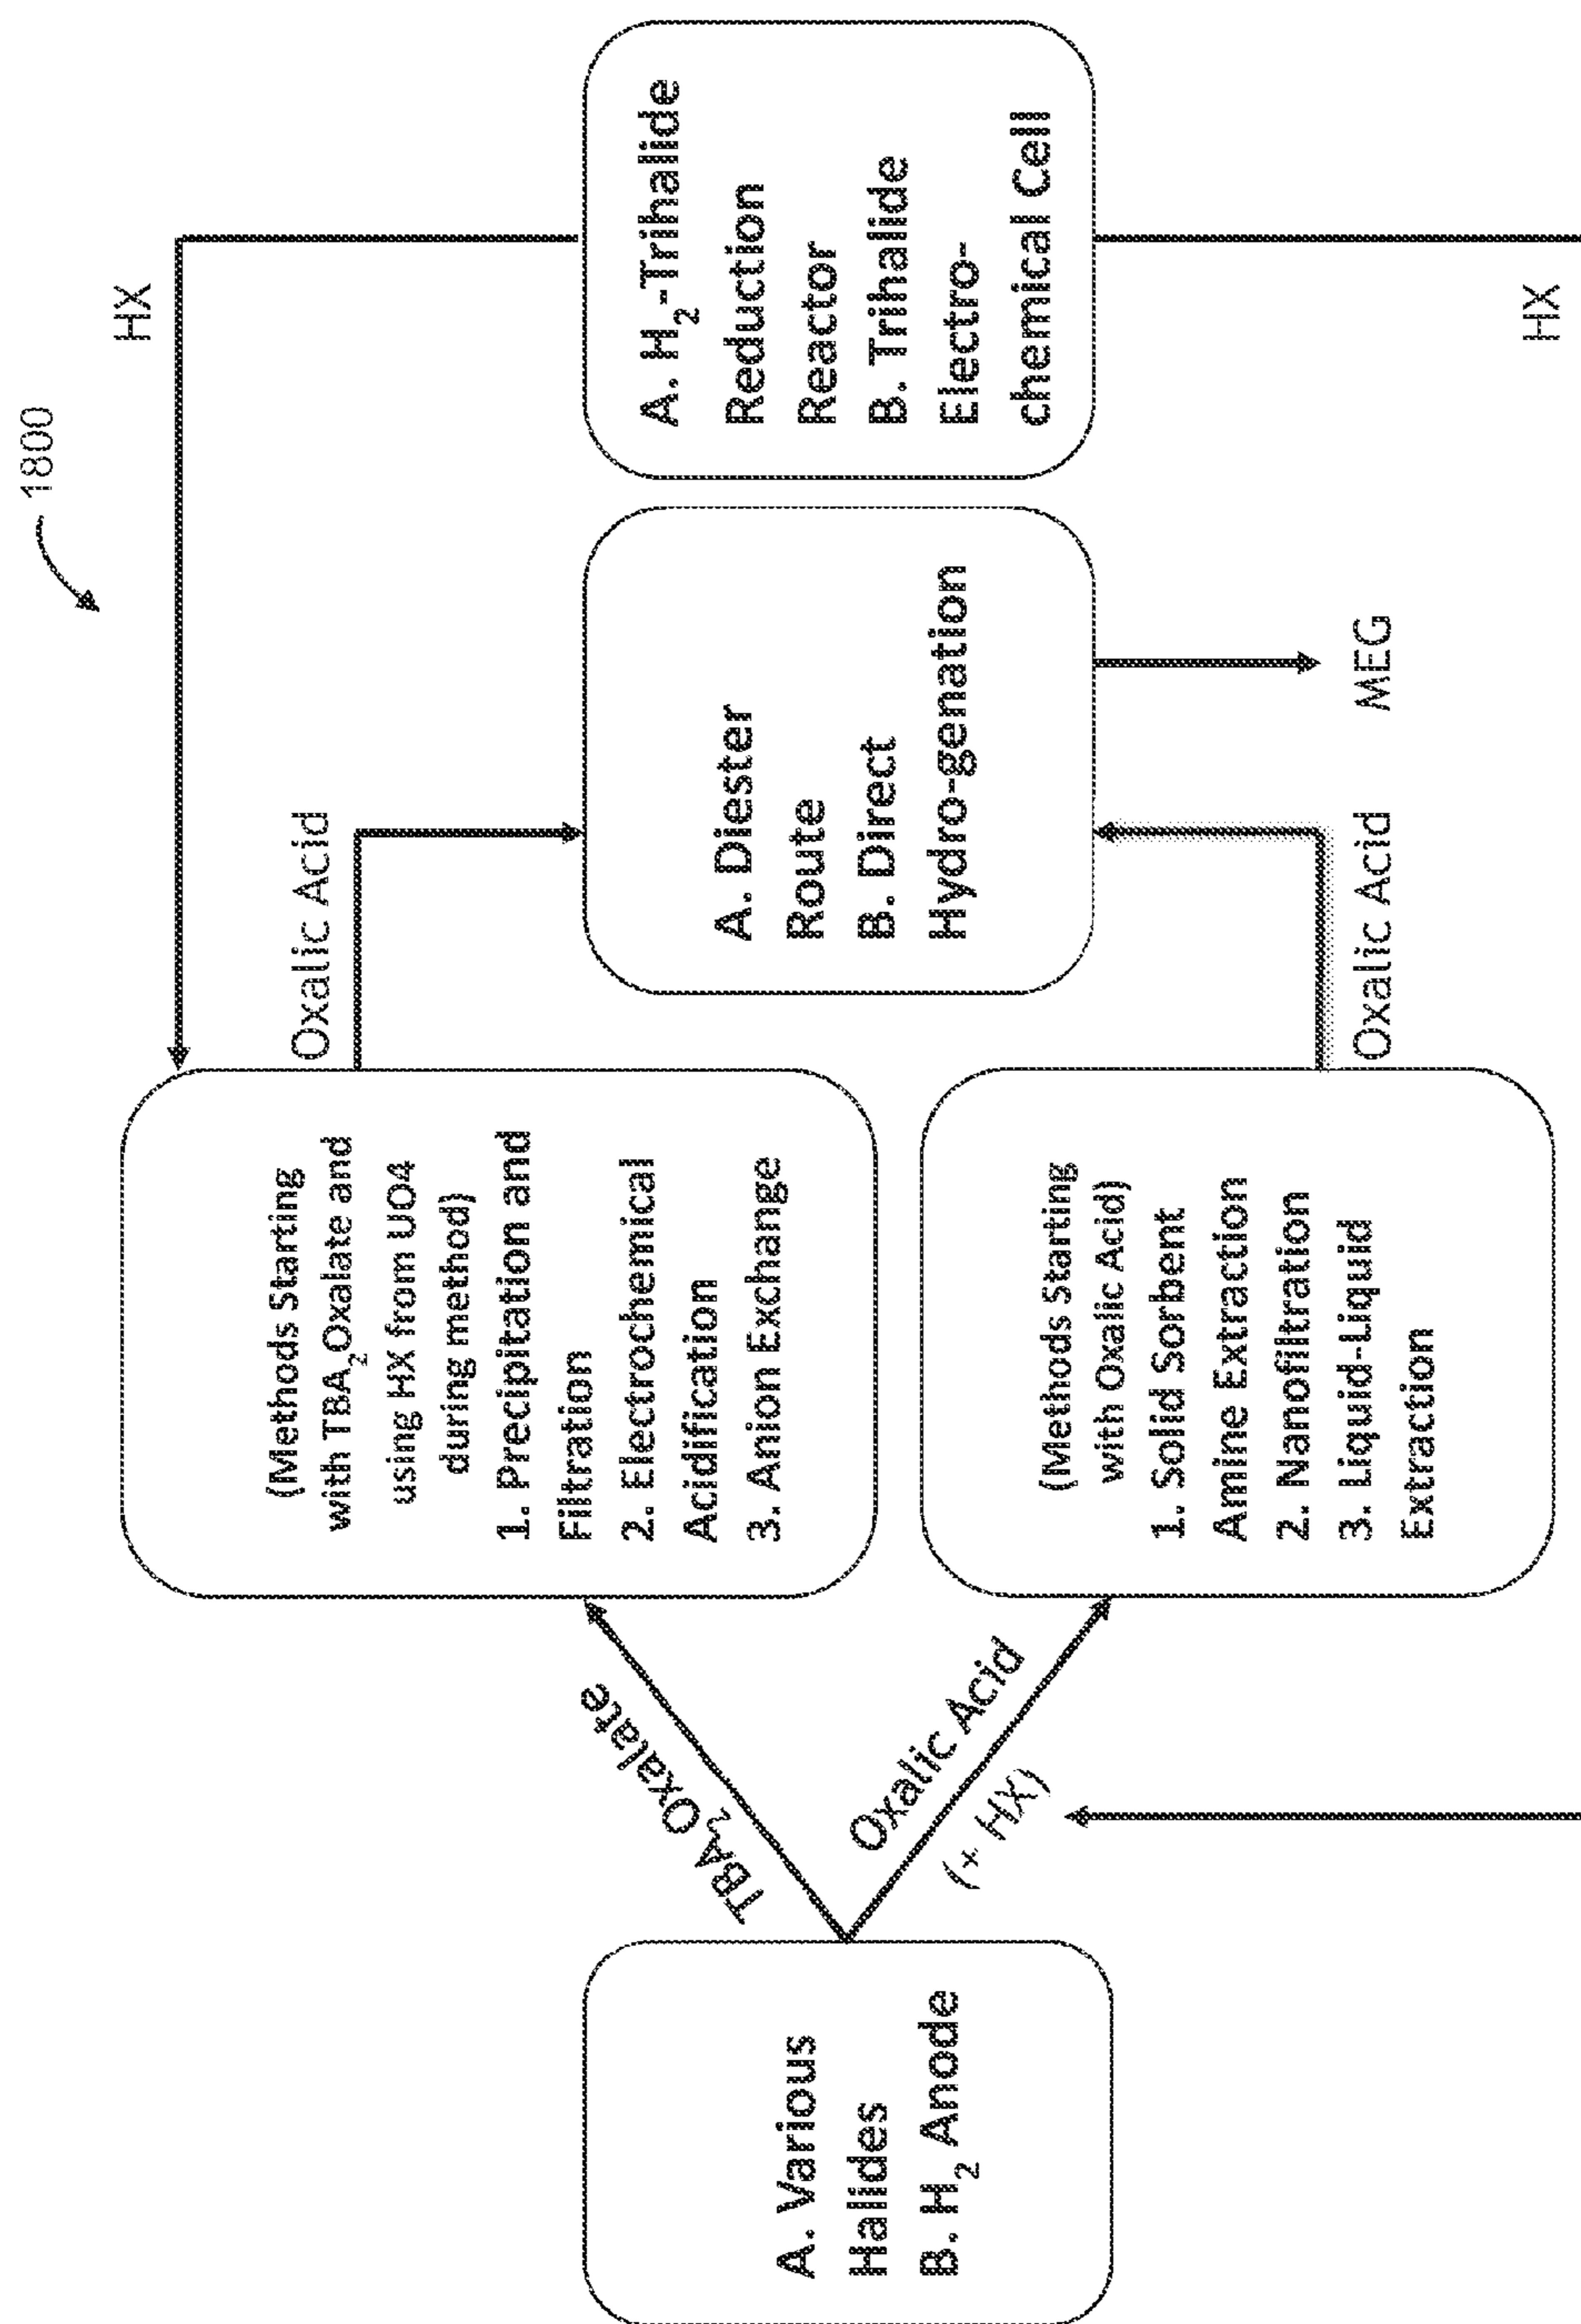 1800
HX
A. Various
Halides
B. H₂ Anode
TBA₂Oxalate
Oxalic Acid
(+ HX)
(Methods Starting
with TBA₂Oxalate and
using HX from UO4
during method)
1. Precipitation and
Filtration
2. Electrochemical
Acidification
3. Anion Exchange
(Methods Starting
with Oxalic Acid)
1. Solid Sorbent
Amine Extraction
2. Nanofiltration
3. Liquid-Liquid
Extraction
Oxalic Acid
Oxalic Acid
A. Diester
Route
B. Direct
Hydro-genation
MEG
A. H₂-Trihalide
Reduction
Reactor
B. Trihalide
Electro-
chemical Cell
HX